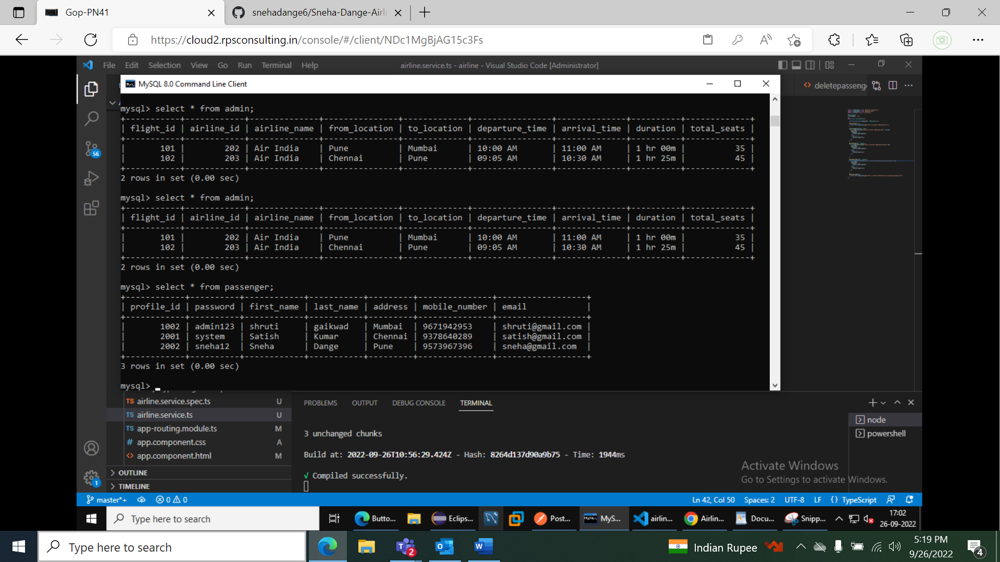 Gop-PN41
snehadange6/Sneha-Dange-Airli
https://cloud2.rpsconsulting.in/console/#/client/NDc1MgBjAG15c3Fs
File Edit Selection View Go Run Terminal Help
airline.service.ts - airline - Visual Studio Code [Administrator]
MySQL 8.0 Command Line Client
deletepassenge
56
mysql> select * from admin;
| flight_id | airline_id | airline_name | from_location | to_location | departure_time | arrival_time | duration | total_seats |
| 101 | 202 | Air India | Pune | Mumbai | 10:00 AM | 11:00 AM | 1 hr 00m | 35 |
| 102 | 203 | Air India | Chennai | Pune | 09:05 AM | 10:30 AM | 1 hr 25m | 45 |
2 rows in set (0.00 sec)
mysql> select * from admin;
| flight_id | airline_id | airline_name | from_location | to_location | departure_time | arrival_time | duration | total_seats |
| 101 | 202 | Air India | Pune | Mumbai | 10:00 AM | 11:00 AM | 1 hr 00m | 35 |
| 102 | 203 | Air India | Chennai | Pune | 09:05 AM | 10:30 AM | 1 hr 25m | 45 |
2 rows in set (0.00 sec)
mysql> select * from passenger;
| profile_id | password | first_name | last_name | address | mobile_number | email |
| 1002 | admin123 | shruti | gaikwad | Mumbai | 9671942953 | shruti@gmail.com |
| 2001 | system | Satish | Kumar | Chennai | 9378640289 | satish@gmail.com |
| 2002 | sneha12 | Sneha | Dange | Pune | 9573967396 | sneha@gmail.com |
3 rows in set (0.00 sec)
mysql>
TS airline.service.spec.ts U
TS airline.service.ts U
TS app-routing.module.ts M
# app.component.css A
<> app.component.html M
OUTLINE
TIMELINE
1
PROBLEMS OUTPUT DEBUG CONSOLE TERMINAL
node
powershell
3 unchanged chunks
Build at: 2022-09-26T10:56:29.424Z - Hash: 8264d137d90a9b75 - Time: 1944ms
√ Compiled successfully.
Activate Windows
Go to Settings to activate Windows.
master*+ 0 0
Ln 42, Col 50 Spaces: 2 UTF-8 LF {} TypeScript
Type here to search
Butto...
Eclips...
Post...
MyS...
airlin...
Airlin...
Docu...
Snipp...
17:02
26-09-2022
Type here to search
2
Indian Rupee
5:19 PM
9/26/2022
4